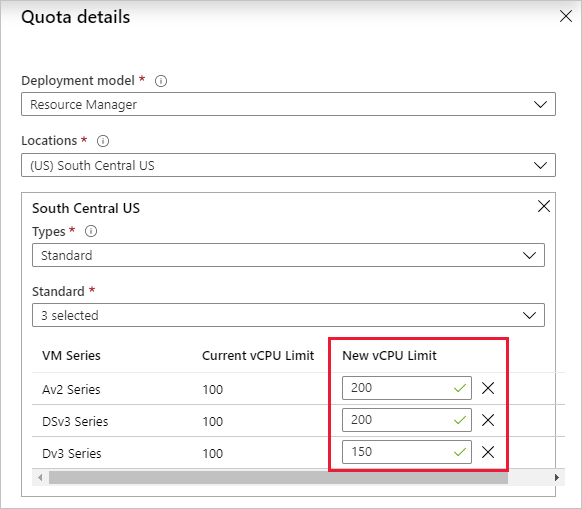 Quota details
Deployment model *
Resource Manager
Locations *
(US) South Central US
South Central US
Types *
Standard
Standard *
3 selected
VM Series Current vCPU Limit New vCPU Limit
Av2 Series 100 200
DSv3 Series 100 200
Dv3 Series 100 150